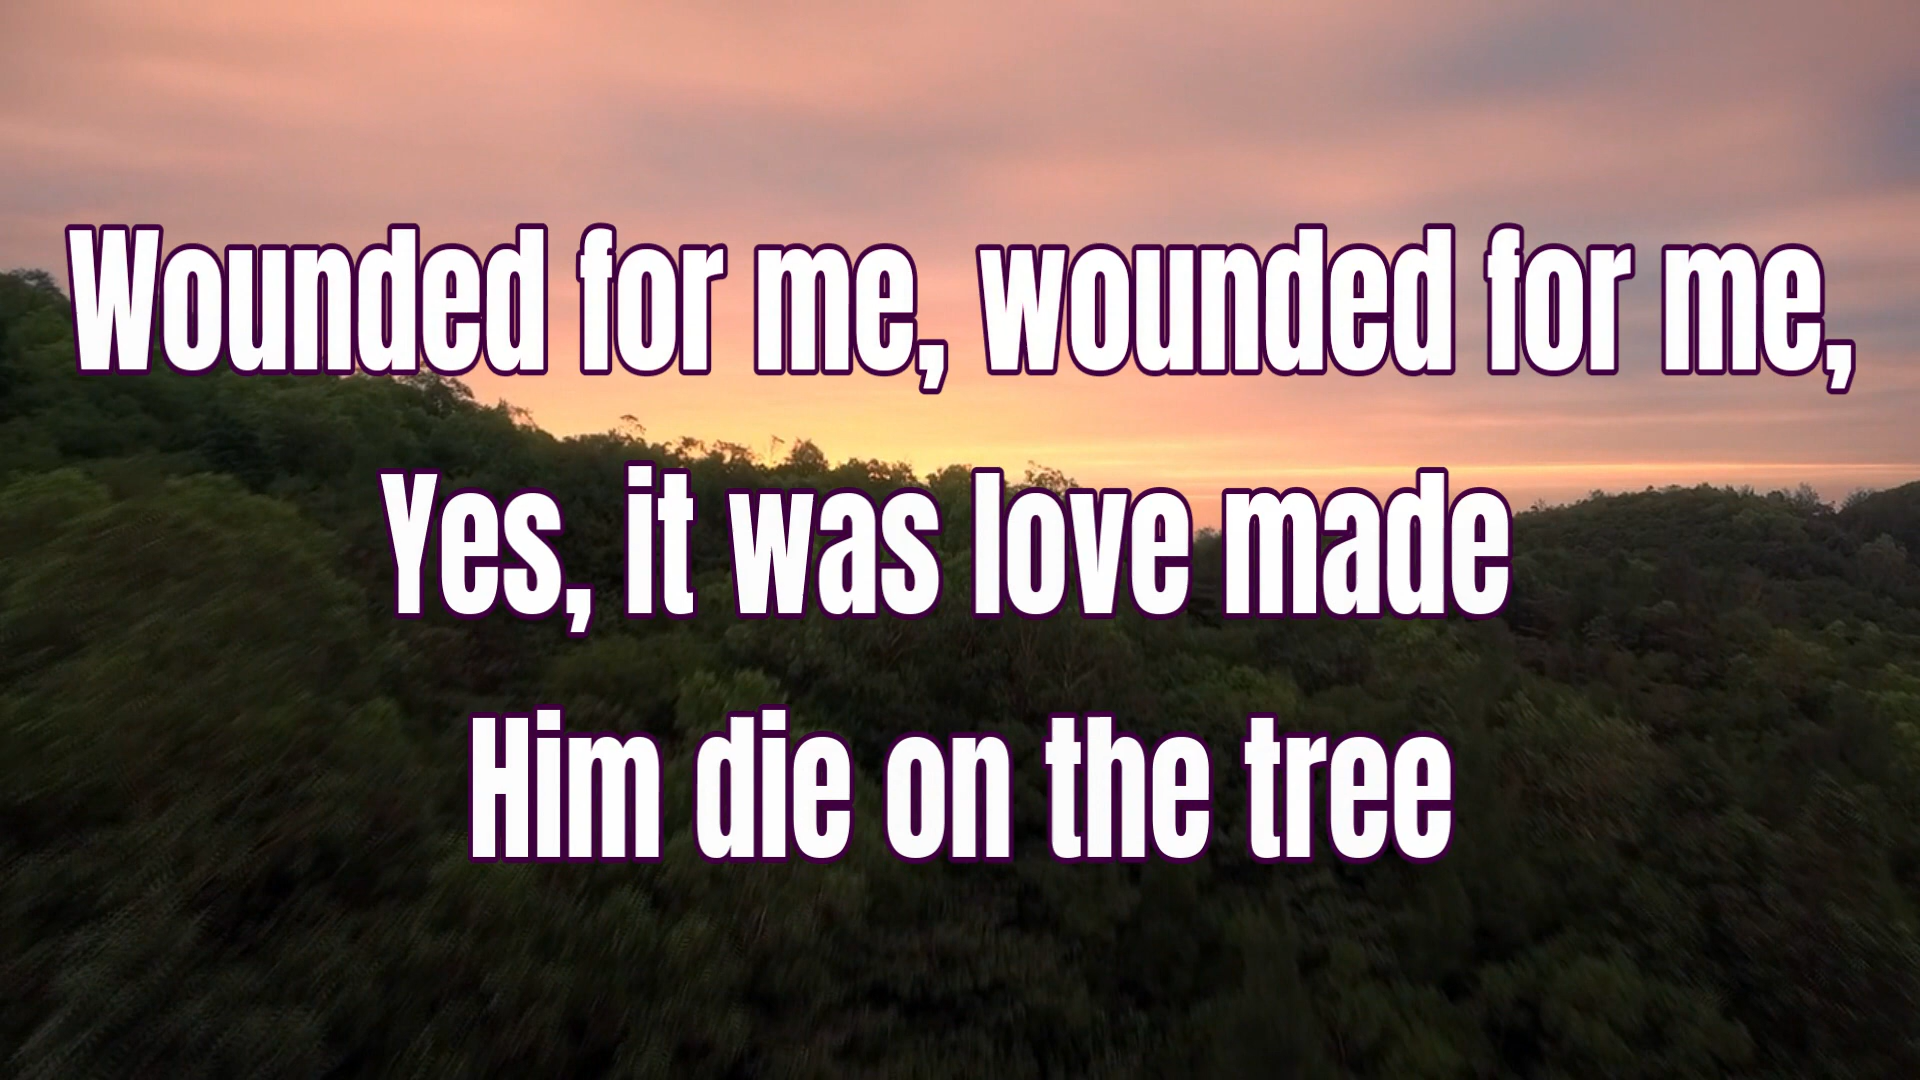 Wounded for me, wounded for me,
Yes, it was love made
Him die on the tree